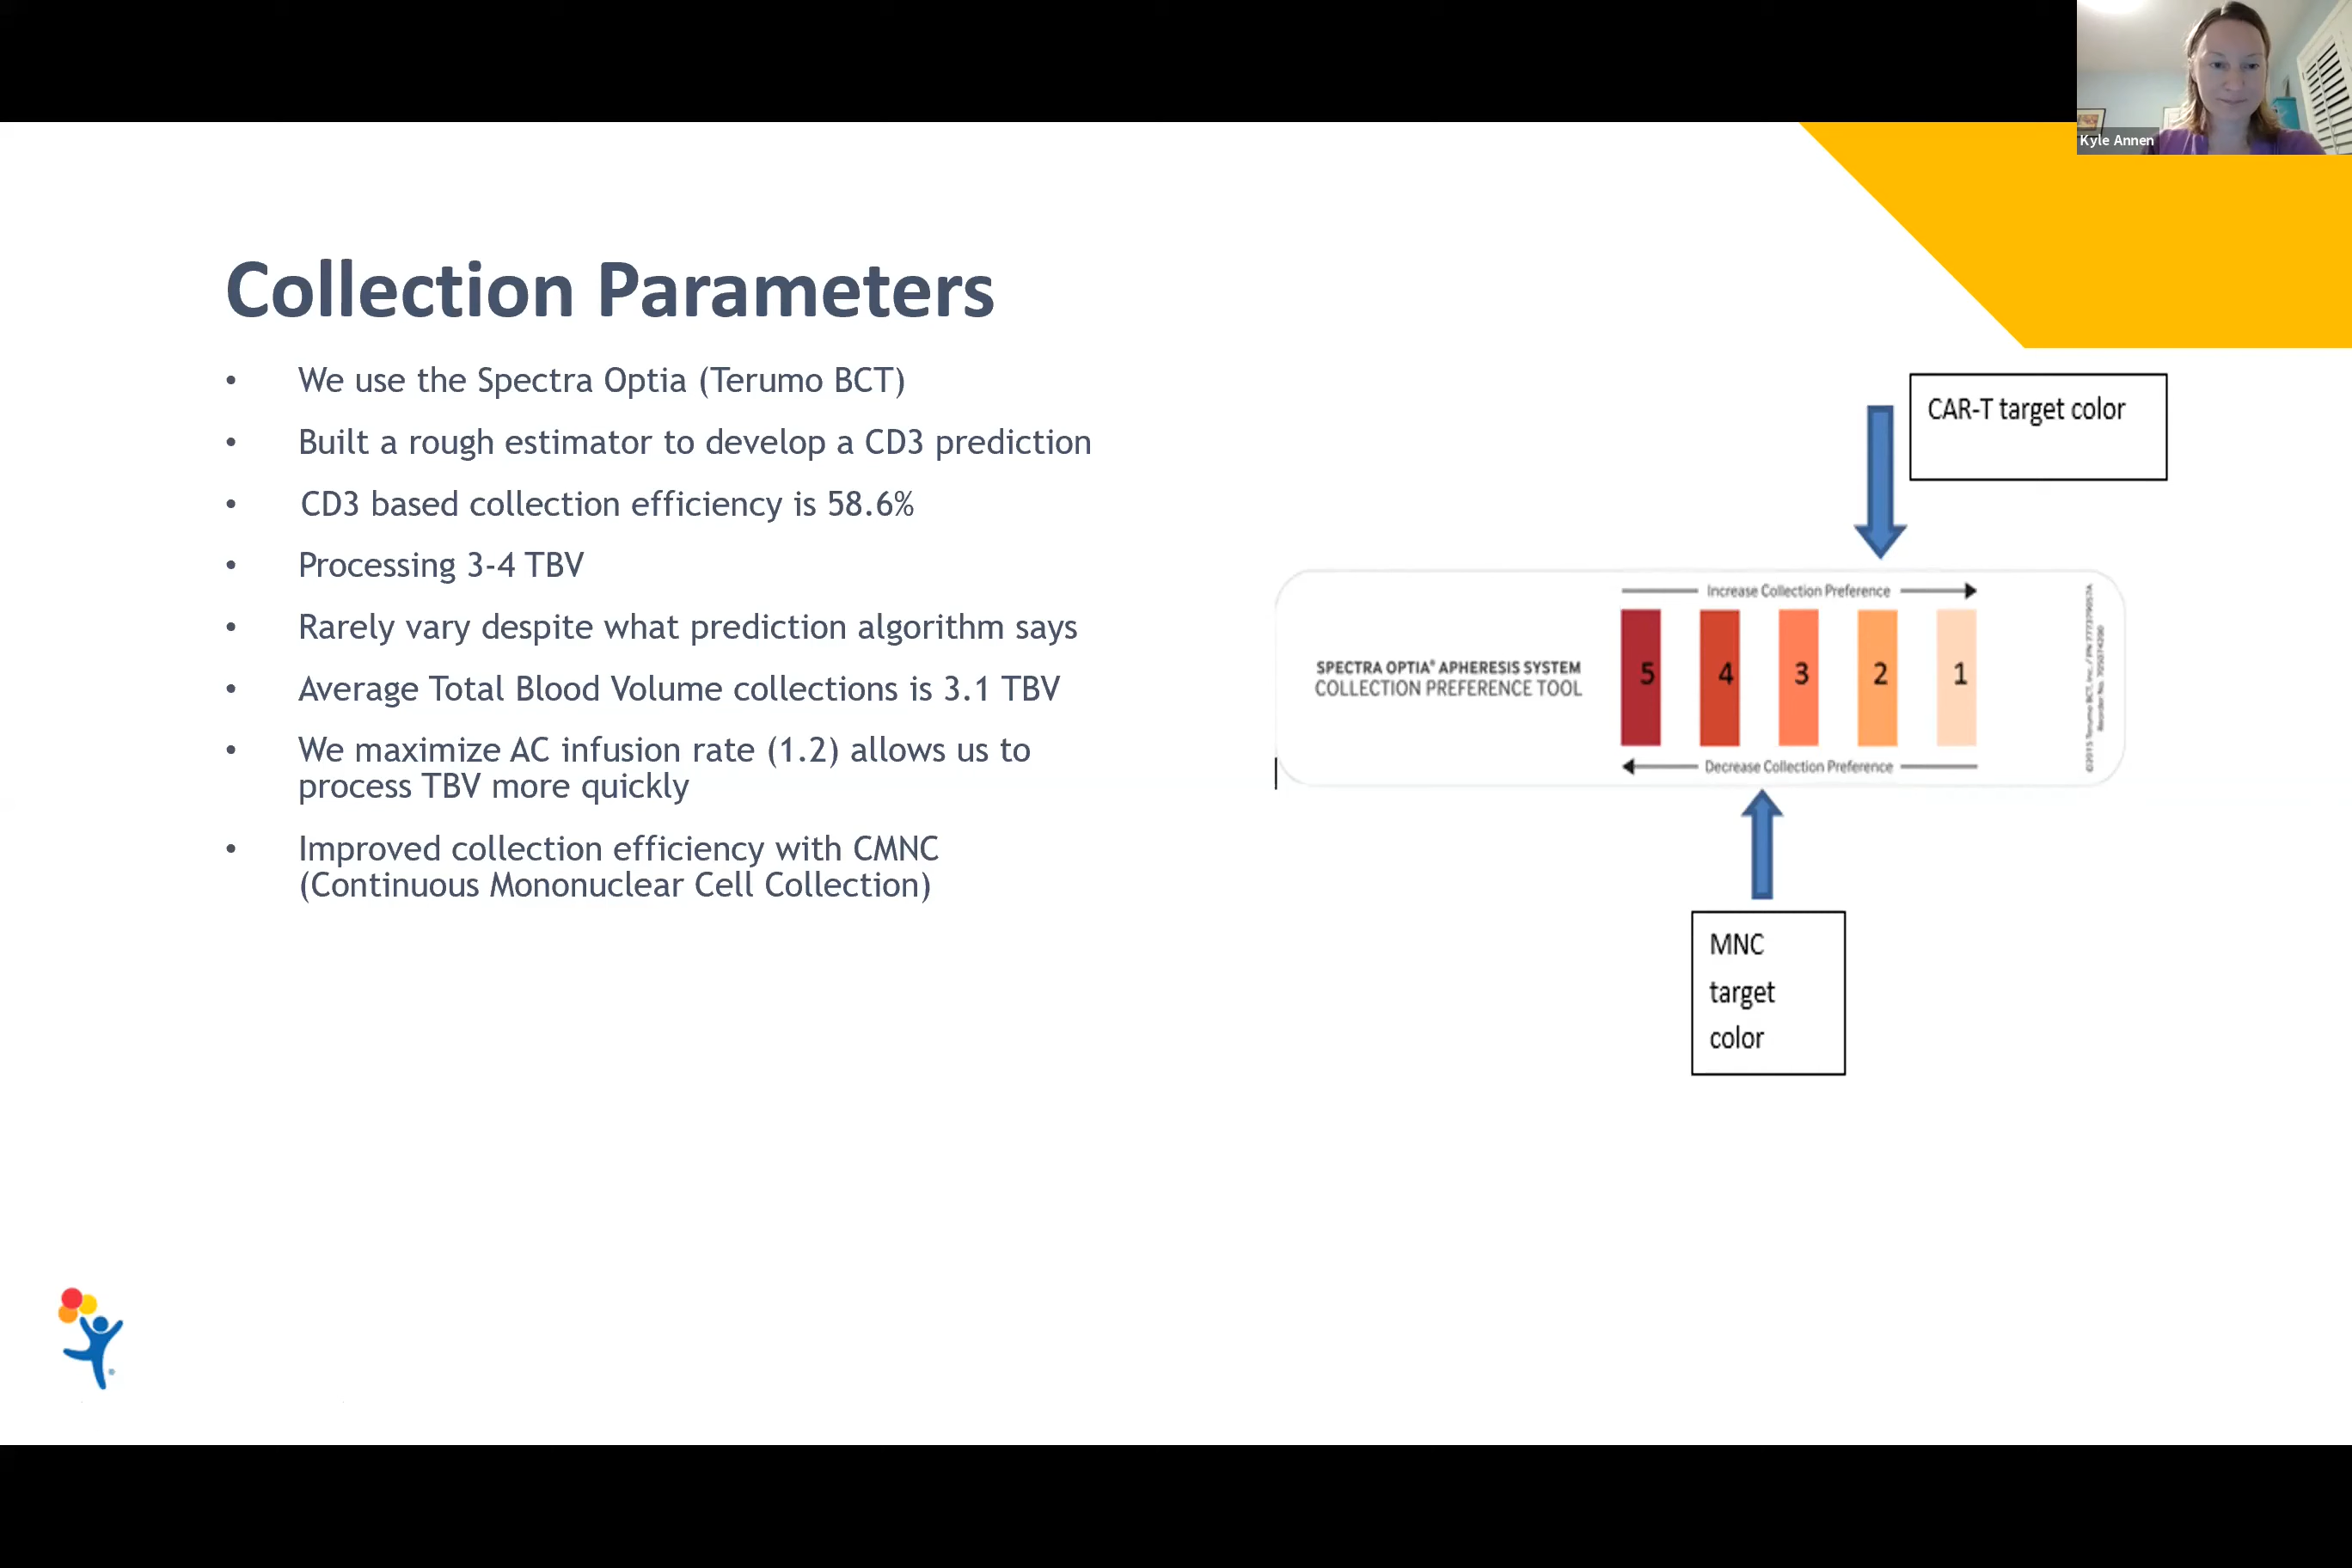 Kyle Annen
Collection Parameters
• We use the Spectra Optia (Terumo BCT)
• Built a rough estimator to develop a CD3 prediction
• CD3 based collection efficiency is 58.6%
• Processing 3-4 TBV
• Rarely vary despite what prediction algorithm says
• Average Total Blood Volume collections is 3.1 TBV
• We maximize AC infusion rate (1.2) allows us to
process TBV more quickly
• Improved collection efficiency with CMNC
(Continuous Mononuclear Cell Collection)
CAR-T target color
Increase Collection Preference
SPECTRA OPTIA® APHERESIS SYSTEM
COLLECTION PREFERENCE TOOL
5 4 3 2 1
Decrease Collection Preference
MNC
target
color